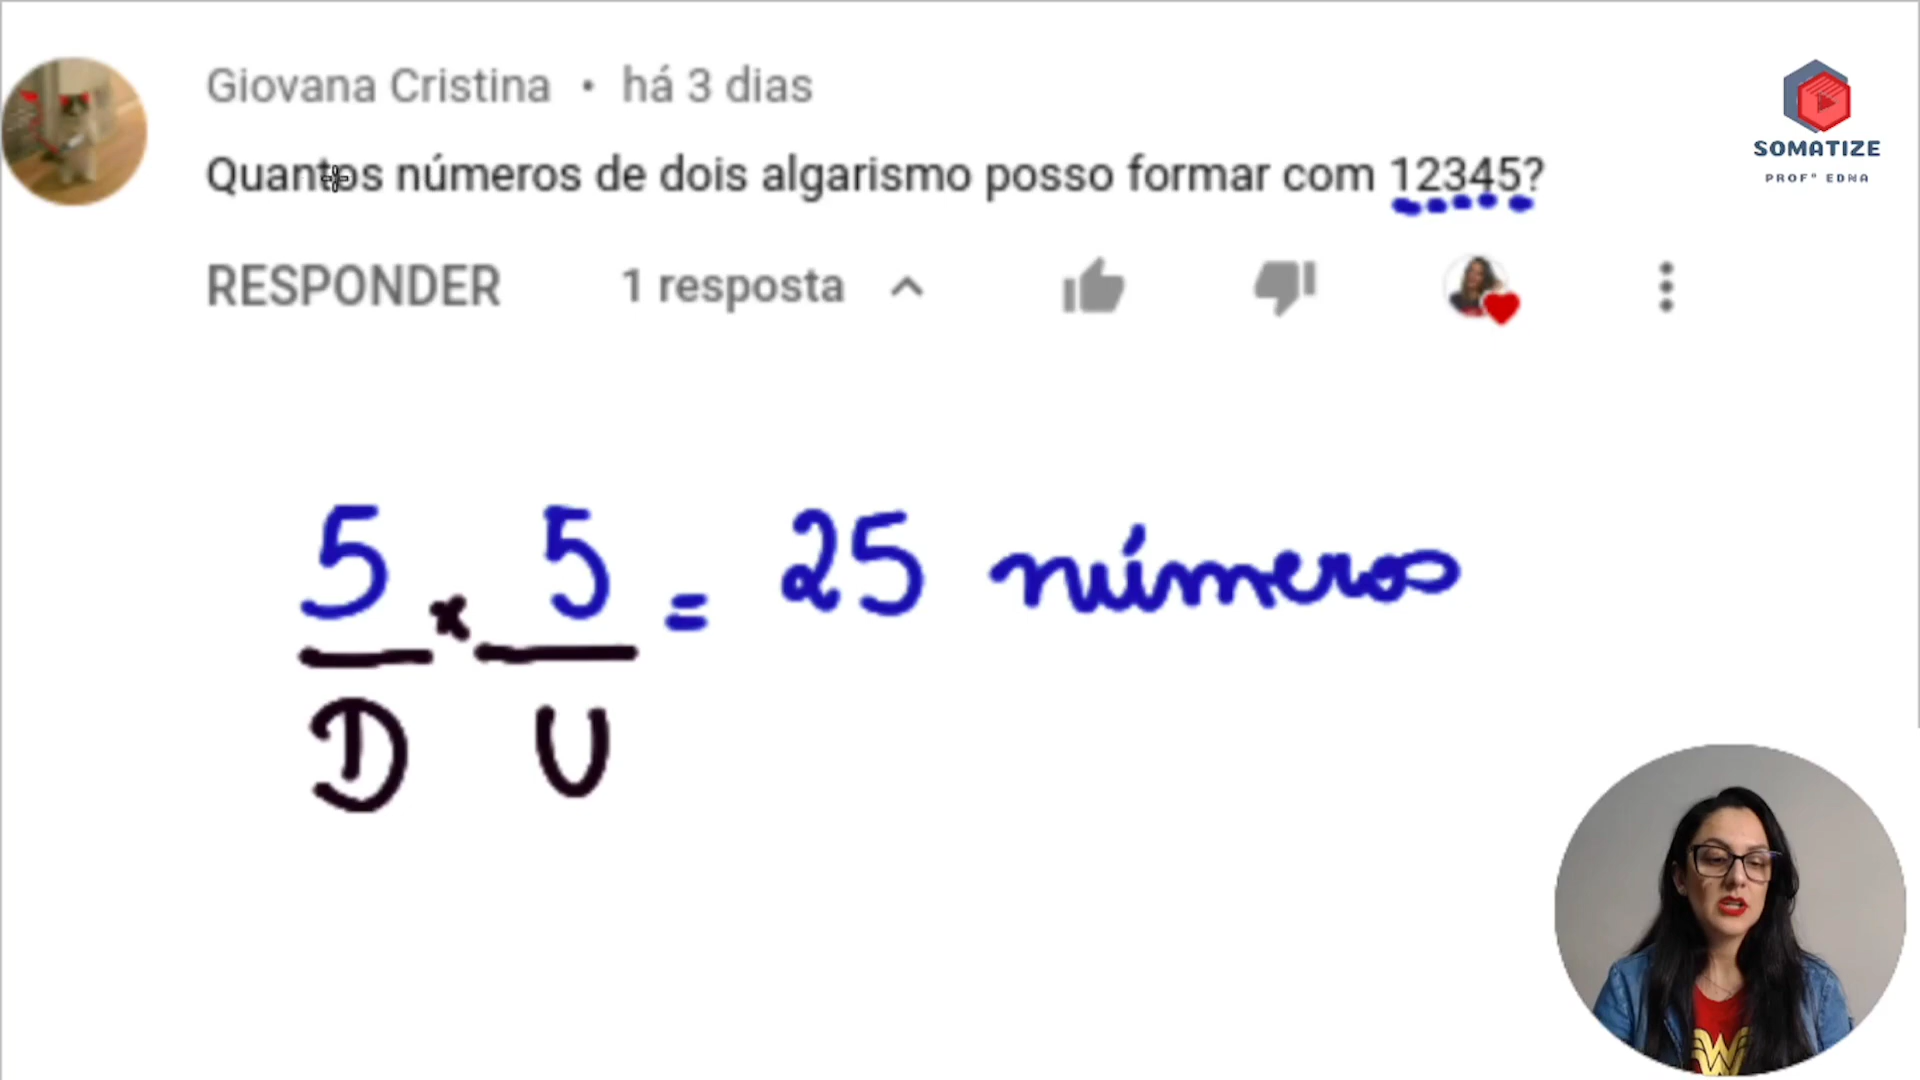 Giovana Cristina • há 3 dias
Quantos números de dois algarismo posso formar com 12345?
RESPONDER 1 resposta
SOMATIZE
PROFª EDNA
5 x 5 = 25 números
D U